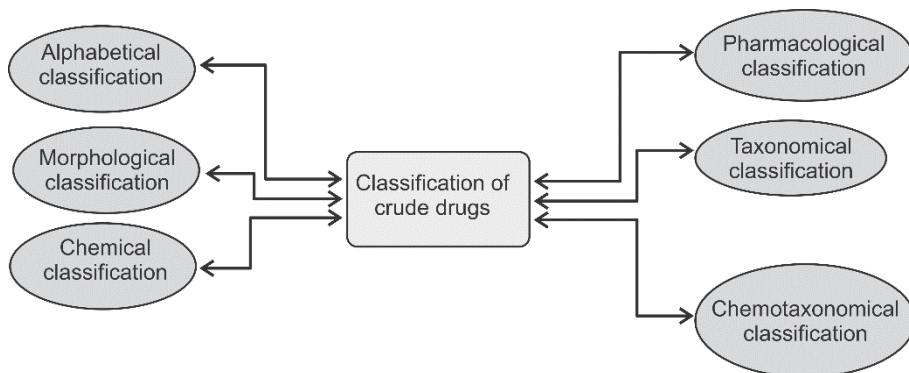 Alphabetical
classification
Morphological
classification
Chemical
classification
Classification of
crude drugs
Pharmacological
classification
Taxonomical
classification
Chemotaxonomical
classification